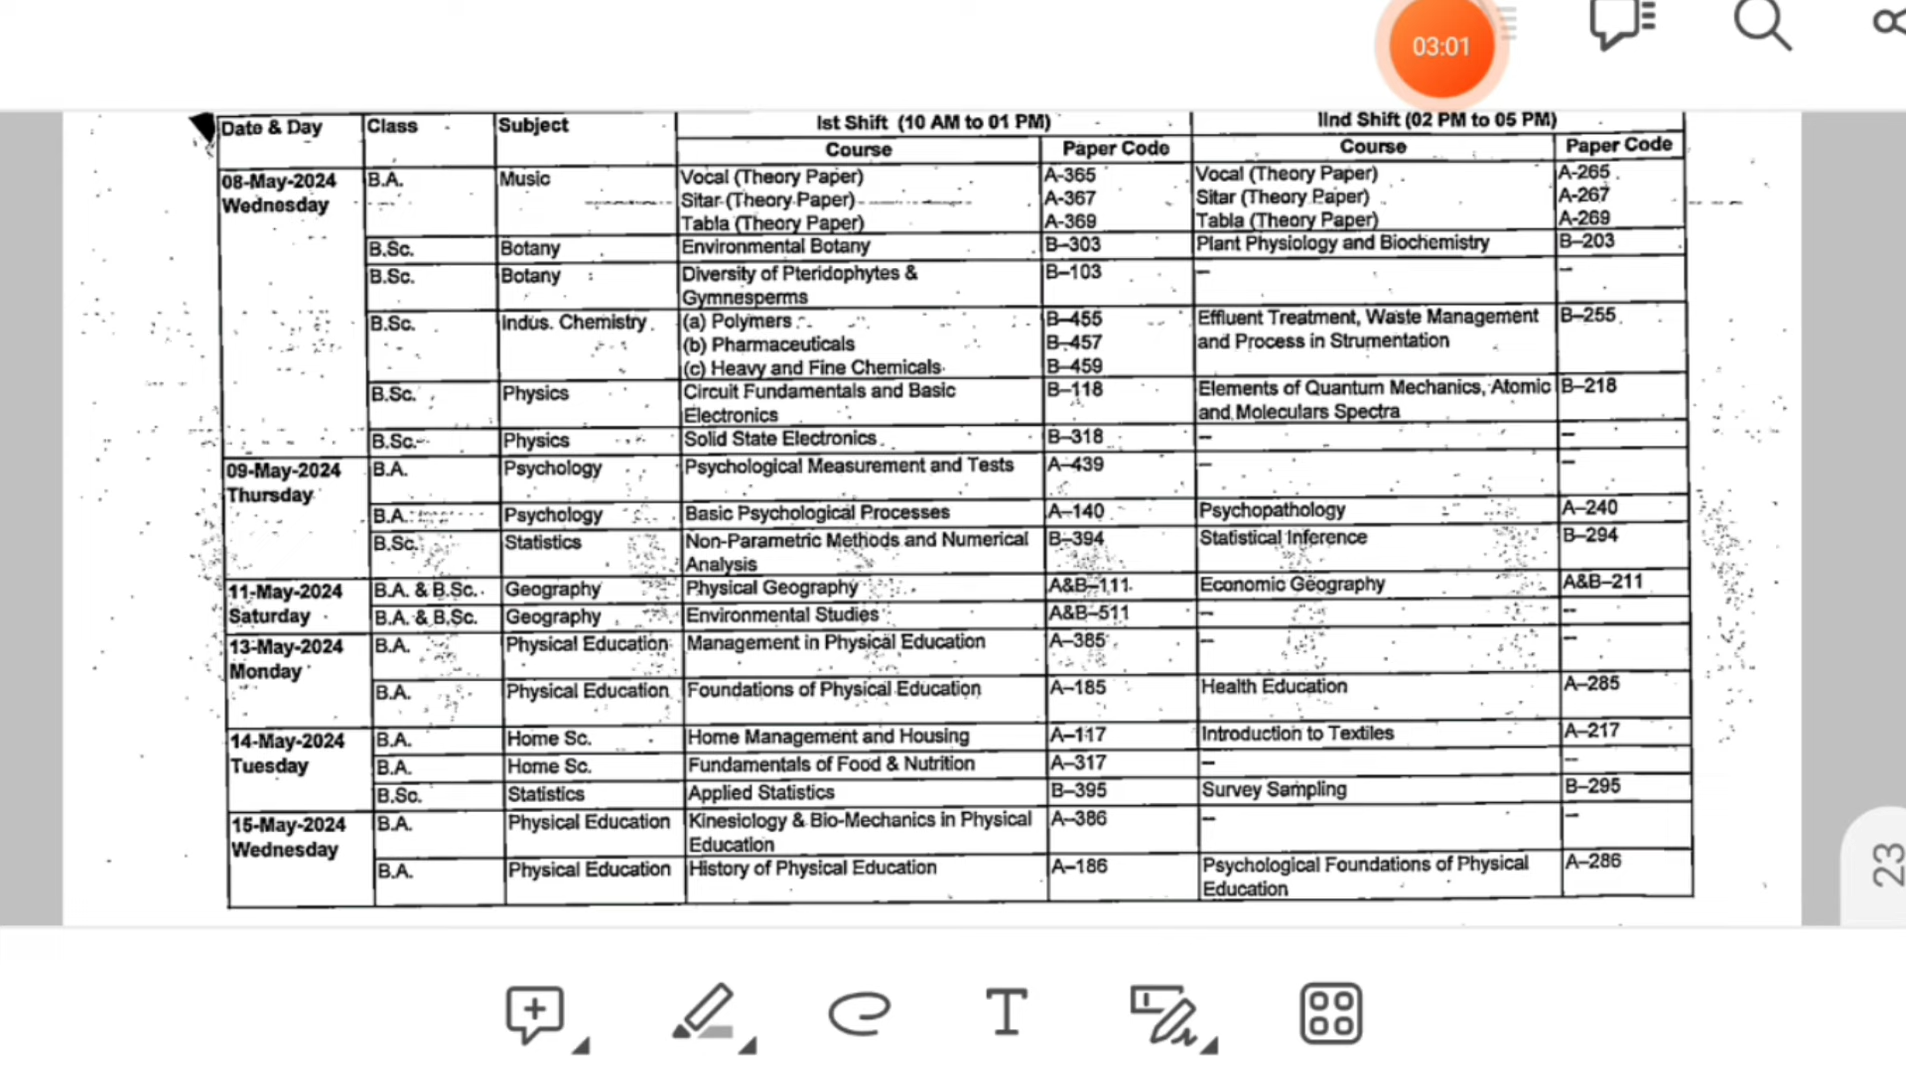 03:01
Date & Day Class Subject Ist Shift (10 AM to 01 PM) IInd Shift (02 PM to 05 PM)
Course Paper Code Course Paper Code
08-May-2024 B.A. Music Vocal (Theory Paper) A-365 Vocal (Theory Paper) A-265
Wednesday Sitar (Theory Paper) A-367 Sitar (Theory Paper) A-267
Tabla (Theory Paper) A-369 Tabla (Theory Paper) A-269
B.Sc. Botany Environmental Botany B–303 Plant Physiology and Biochemistry B–203
B.Sc. Botany Diversity of Pteridophytes & B–103 – –
Gymnesperms
B.Sc. Indus. Chemistry (a) Polymers B–455 Effluent Treatment, Waste Management B–255
(b) Pharmaceuticals B–457 and Process in Strumentation
(c) Heavy and Fine Chemicals B–459
B.Sc. Physics Circuit Fundamentals and Basic B–118 Elements of Quantum Mechanics, Atomic B–218
Electronics and Moleculars Spectra
B.Sc. Physics Solid State Electronics B–318 – –
09-May-2024 B.A. Psychology Psychological Measurement and Tests A–439 – –
Thursday
B.A. Psychology Basic Psychological Processes A–140 Psychopathology A–240
B.Sc. Statistics Non-Parametric Methods and Numerical B–394 Statistical Inference B–294
Analysis
11-May-2024 B.A. & B.Sc. Geography Physical Geography A&B–111 Economic Geography A&B–211
Saturday B.A. & B.Sc. Geography Environmental Studies A&B–511 – –
13-May-2024 B.A. Physical Education Management in Physical Education A–385 – –
Monday
B.A. Physical Education Foundations of Physical Education A–185 Health Education A–285
14-May-2024 B.A. Home Sc. Home Management and Housing A–117 Introduction to Textiles A–217
Tuesday B.A. Home Sc. Fundamentals of Food & Nutrition A–317 – –
B.Sc. Statistics Applied Statistics B–395 Survey Sampling B–295
15-May-2024 B.A. Physical Education Kinesiology & Bio-Mechanics in Physical A–386 – –
Wednesday Education
B.A. Physical Education History of Physical Education A–186 Psychological Foundations of Physical A–286
Education
23
T